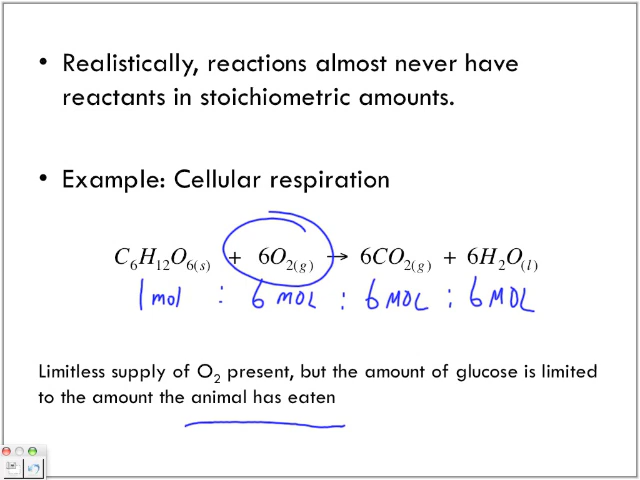 • Realistically, reactions almost never have
reactants in stoichiometric amounts.
• Example: Cellular respiration
C₆H₁₂O₆₍ₛ₎ + 6O₂₍g₎ → 6CO₂₍g₎ + 6H₂O₍ₗ₎
1 mol : 6 MOL : 6 MOL : 6 MOL
Limitless supply of O₂ present, but the amount of glucose is limited
to the amount the animal has eaten